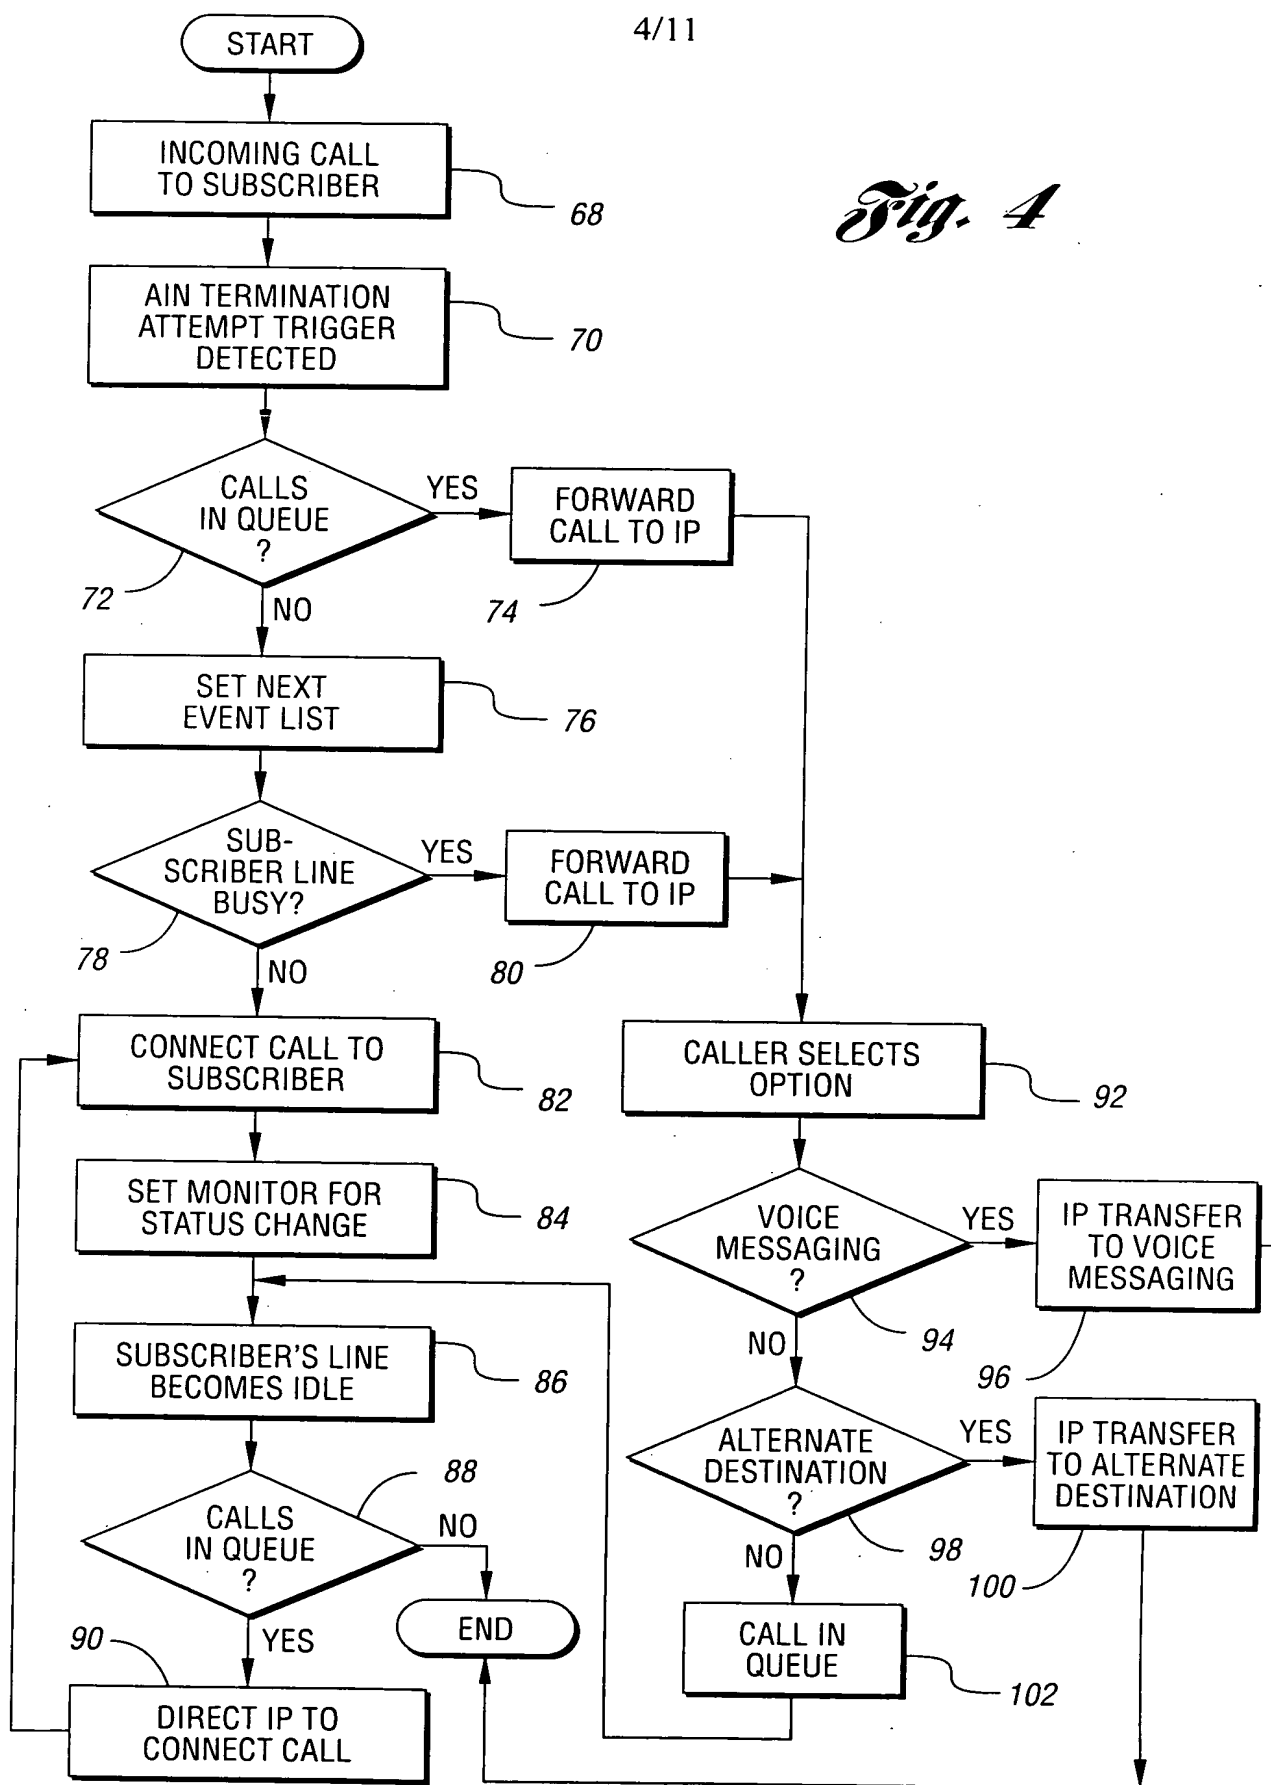 4/11
Fig. 4
START
INCOMING CALL
TO SUBSCRIBER
68
AIN TERMINATION
ATTEMPT TRIGGER
DETECTED
70
CALLS
IN QUEUE
?
72
YES
NO
FORWARD
CALL TO IP
74
SET NEXT
EVENT LIST
76
SUB-
SCRIBER LINE
BUSY?
78
YES
NO
FORWARD
CALL TO IP
80
CONNECT CALL TO
SUBSCRIBER
82
SET MONITOR FOR
STATUS CHANGE
84
SUBSCRIBER'S LINE
BECOMES IDLE
86
CALLS
IN QUEUE
?
88
NO
YES
END
90
DIRECT IP TO
CONNECT CALL
CALLER SELECTS
OPTION
92
VOICE
MESSAGING
?
94
YES
NO
IP TRANSFER
TO VOICE
MESSAGING
96
ALTERNATE
DESTINATION
?
98
YES
NO
IP TRANSFER
TO ALTERNATE
DESTINATION
100
CALL IN
QUEUE
102